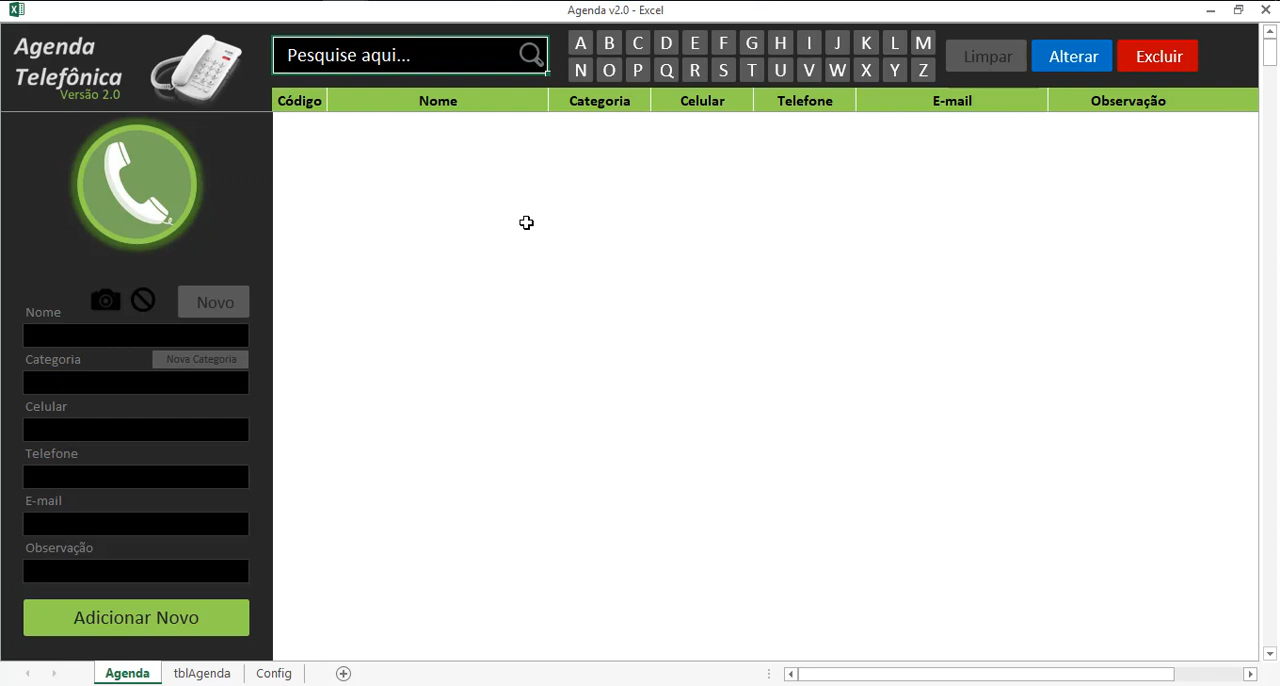 Agenda v2.0 - Excel
Agenda
Telefônica
Versão 2.0
Pesquise aqui...
A B C D E F G H I J K L M
N O P Q R S T U V W X Y Z
Limpar
Alterar
Excluir
Código Nome Categoria Celular Telefone E-mail Observação
Novo
Nome
Categoria
Nova Categoria
Celular
Telefone
E-mail
Observação
Adicionar Novo
Agenda tblAgenda Config